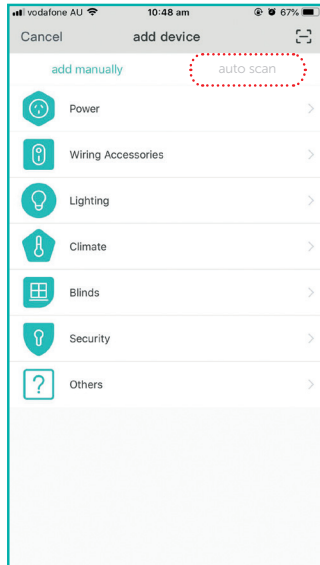 vodafone AU 10:48 am 67%
Cancel add device
add manually auto scan
Power
Wiring Accessories
Lighting
Climate
Blinds
Security
? Others